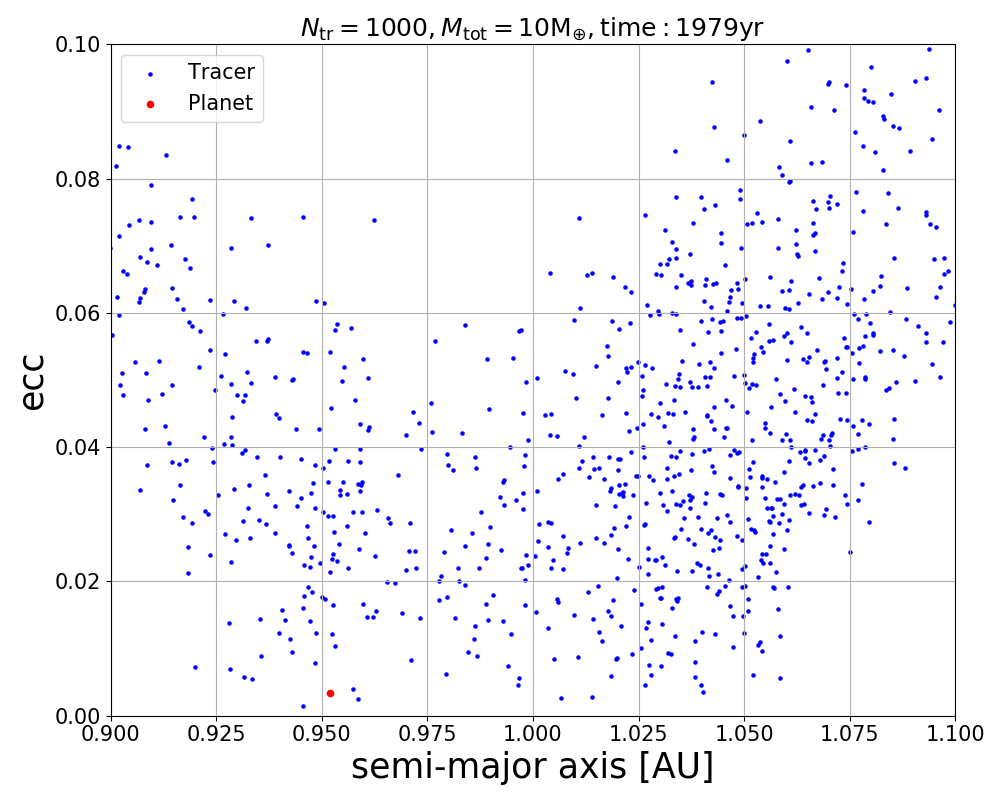 N_tr = 1000, M_tot = 10M_⊕, time : 1979yr
Tracer
Planet
0.10
0.08
0.06
0.04
0.02
0.00
ecc
0.900 0.925 0.950 0.975 1.000 1.025 1.050 1.075 1.100
semi-major axis [AU]